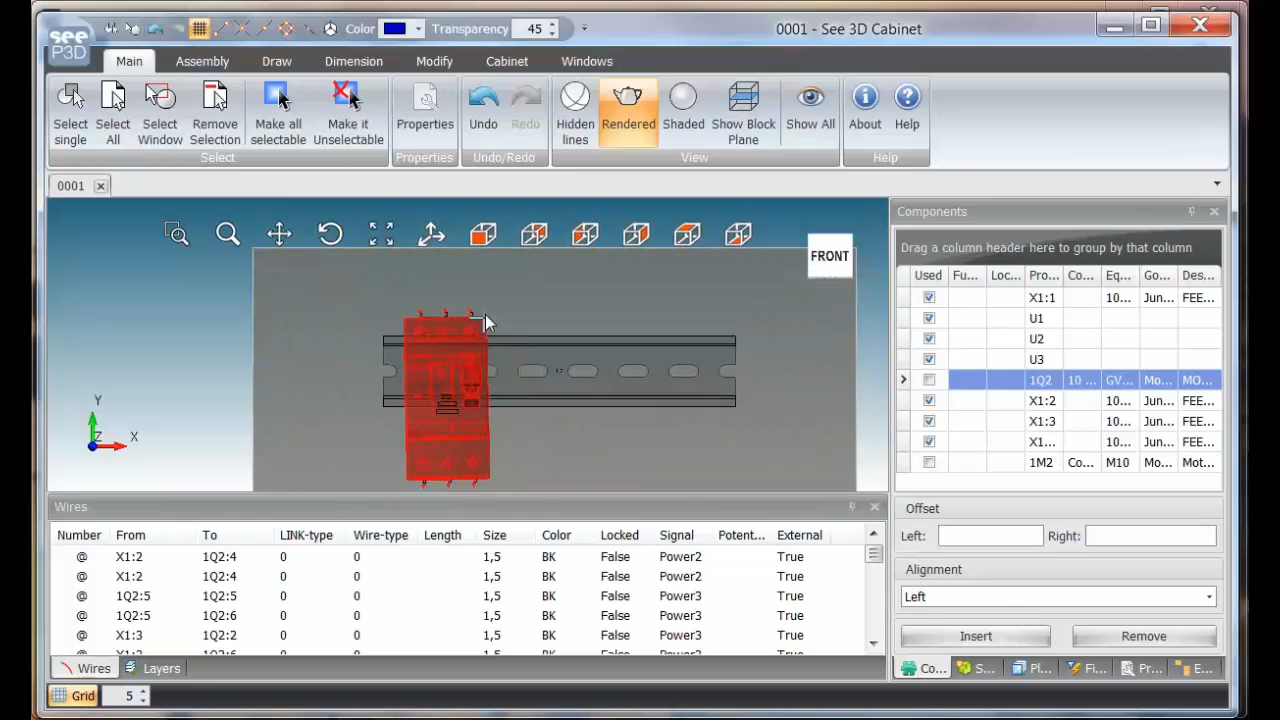 see P3D
Color
Transparency 45
0001 - See 3D Cabinet
Main Insert Draw Dimension Modify Cabinet Windows
Select single
Select All
Select Window
Remove Selection
Make all selectable
Make it Unselectable
Properties
Undo
Redo
Hidden lines
Rendered
Shaded
Show Block Plane
Show All
About
Help
Select Properties Undo/Redo View Help
0001
Components
Drag a column header here to group by that column
FRONT
Used Fu... Loc... Pro... Co... Eq... Go... Des...
X1:1 10... Jun... FEE...
U1
U2
U3
1Q2 10 ... GV... Mo... MO...
X1:2 10... Jun... FEE...
X1:3 10... Jun... FEE...
X1... 10... Jun... FEE...
1M2 Co... M10 Mo... Mot...
Y
Z X
Wires
Number From To LINK-type Wire-type Length Size Color Locked Signal Potent... External
@ X1:2 1Q2:4 0 0 1,5 BK False Power2 True
@ X1:2 1Q2:4 0 0 1,5 BK False Power2 True
@ 1Q2:5 1Q2:5 0 0 1,5 BK False Power3 True
@ 1Q2:5 1Q2:6 0 0 1,5 BK False Power3 True
@ X1:3 1Q2:2 0 0 1,5 BK False Power3 True
Offset
Left: Right:
Alignment
Left
Insert Remove
Wires Layers
Co... S... Pl... Fi... Pr... E...
Grid 5